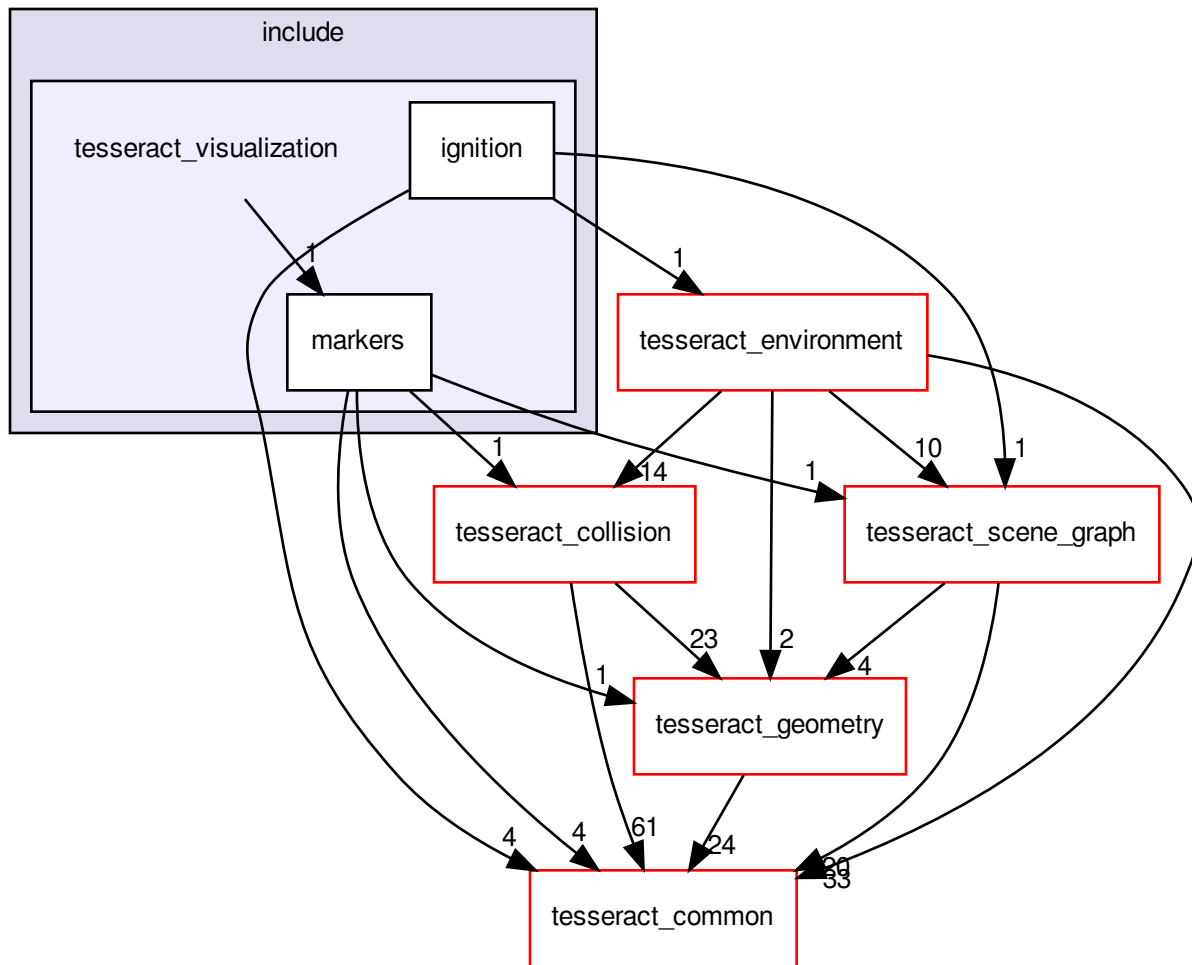 include
tesseract_visualization
ignition
1
1
markers
tesseract_environment
1
14
10
1
1
tesseract_collision
tesseract_scene_graph
23
2
4
1
tesseract_geometry
4
4
61
24
33
tesseract_common